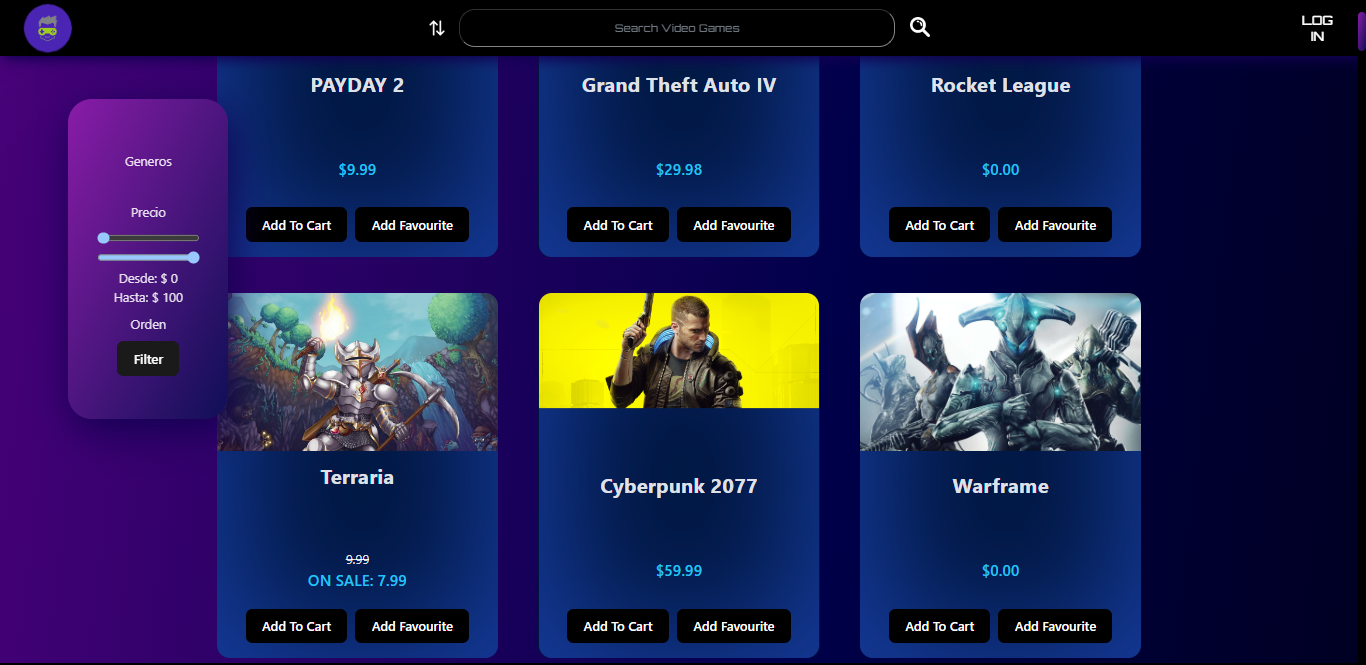 Search Video Games
LOG
IN
Generos
Precio
Desde: $ 0
Hasta: $ 100
Orden
Filter
PAYDAY 2
$9.99
Add To Cart
Add Favourite
Grand Theft Auto IV
$29.98
Add To Cart
Add Favourite
Rocket League
$0.00
Add To Cart
Add Favourite
Terraria
9.99
ON SALE: 7.99
Add To Cart
Add Favourite
Cyberpunk 2077
$59.99
Add To Cart
Add Favourite
Warframe
$0.00
Add To Cart
Add Favourite